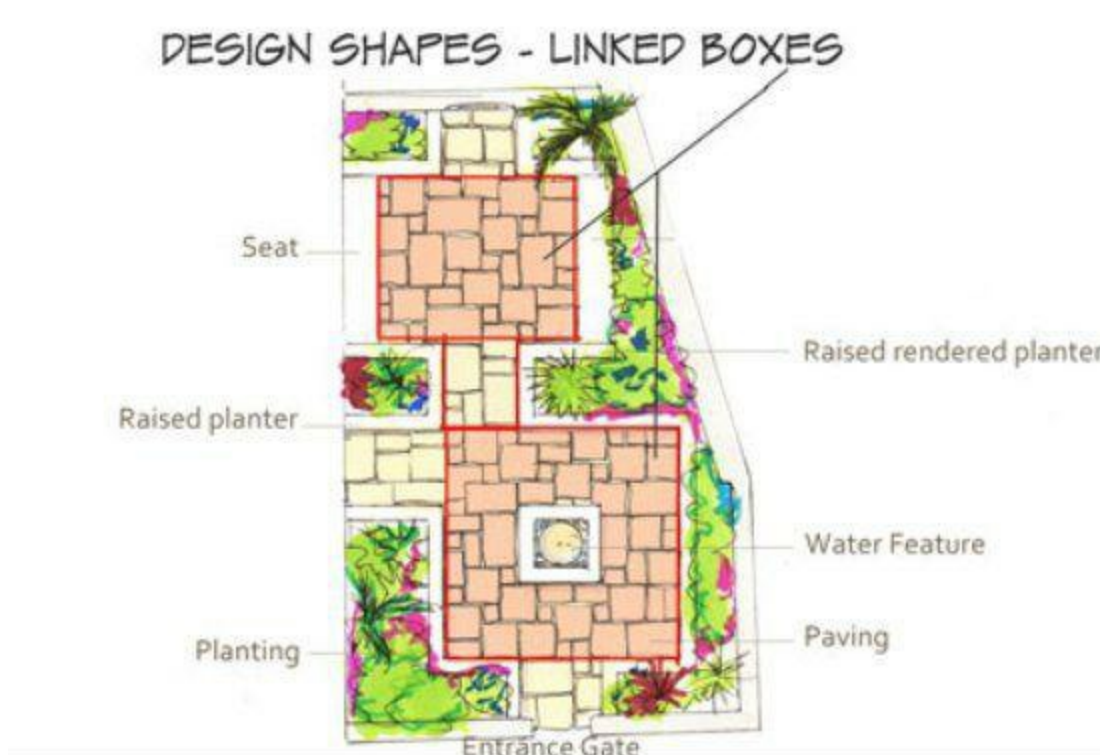 DESIGN SHAPES - LINKED BOXES
Seat
Raised rendered planter
Raised planter
Water Feature
Paving
Planting
Entrance Gate